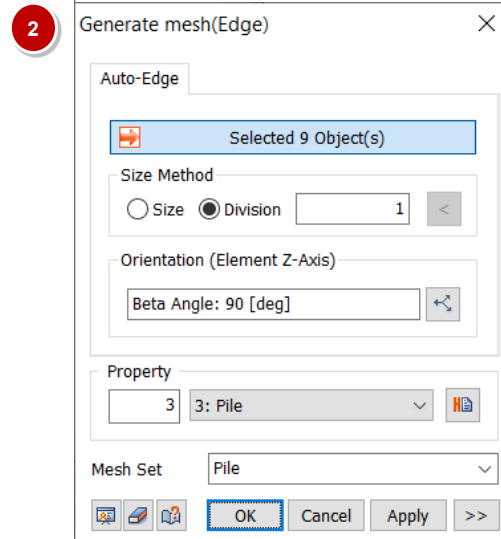 2
Generate mesh(Edge)
Auto-Edge
Selected 9 Object(s)
Size Method
Size Division 1 <
Orientation (Element Z-Axis)
Beta Angle: 90 [deg]
Property
3 3: Pile H
Mesh Set Pile
OK Cancel Apply >>